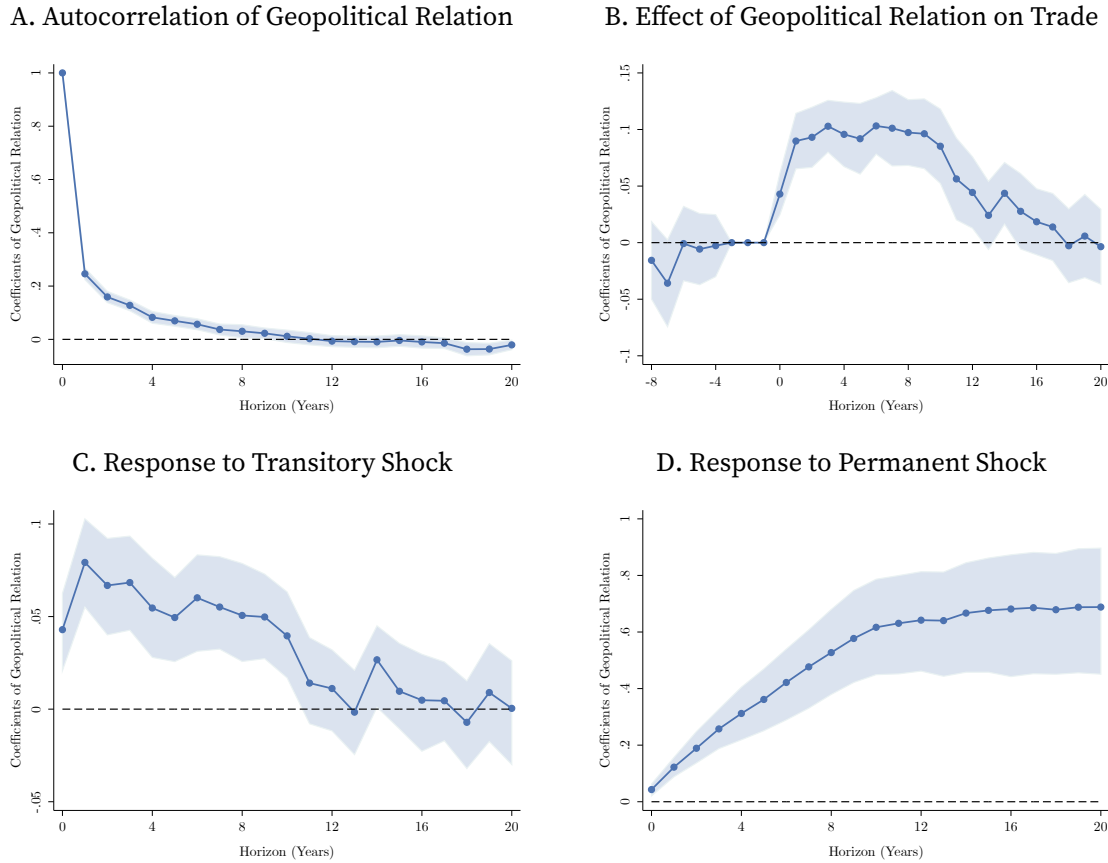 A. Autocorrelation of Geopolitical Relation
Coefficients of Geopolitical Relation
1
.8
.6
.4
.2
0
0 4 8 12 16 20
Horizon (Years)
B. Effect of Geopolitical Relation on Trade
Coefficients of Geopolitical Relation
.15
.1
.05
0
-.05
-.1
-8 -4 0 4 8 12 16 20
Horizon (Years)
C. Response to Transitory Shock
Coefficients of Geopolitical Relation
.1
.05
0
-.05
0 4 8 12 16 20
Horizon (Years)
D. Response to Permanent Shock
Coefficients of Geopolitical Relation
1
.8
.6
.4
.2
0
0 4 8 12 16 20
Horizon (Years)